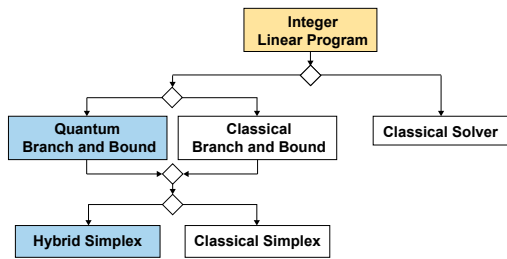 Integer
Linear Program
Quantum
Branch and Bound
Classical
Branch and Bound
Classical Solver
Hybrid Simplex
Classical Simplex